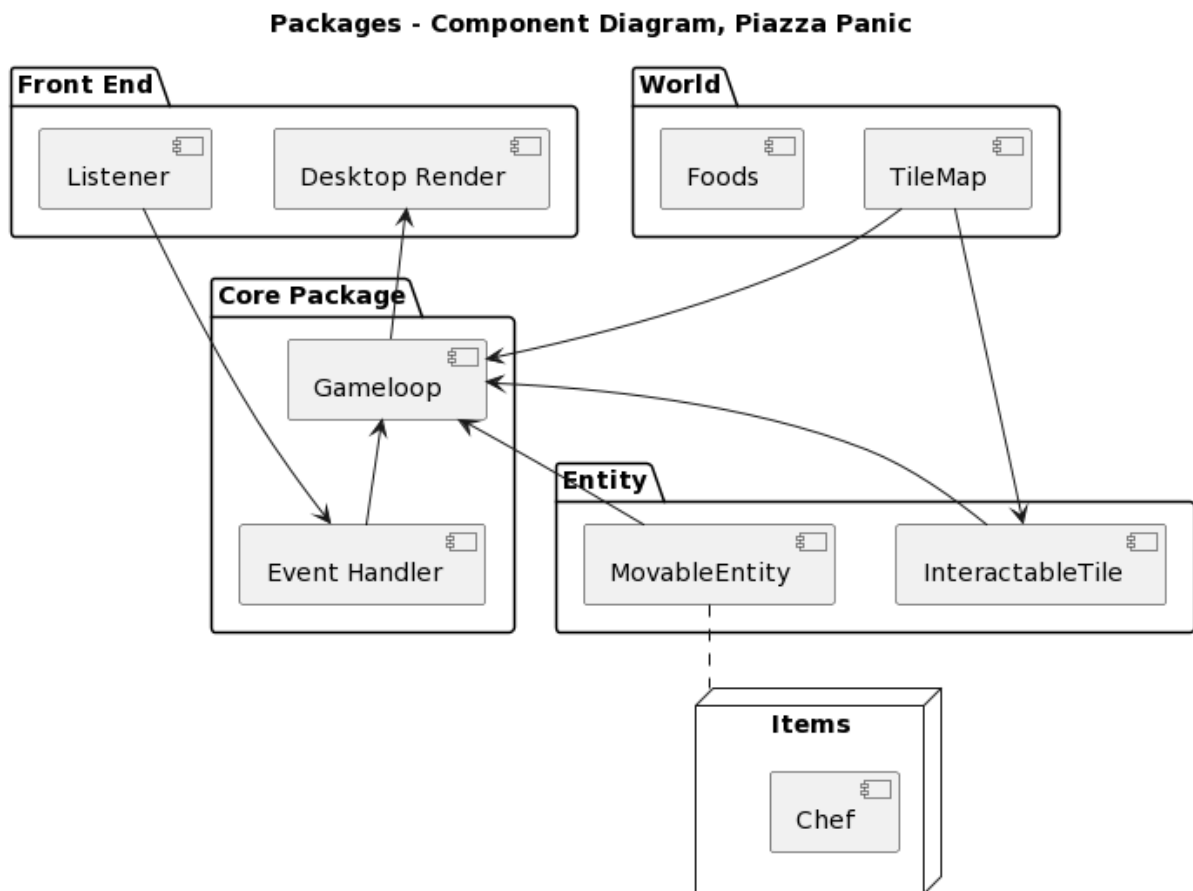 Packages - Component Diagram, Piazza Panic
Front End
World
Listener
Desktop Render
Foods
TileMap
Core Package
Gameloop
Entity
Event Handler
MovableEntity
InteractableTile
Items
Chef